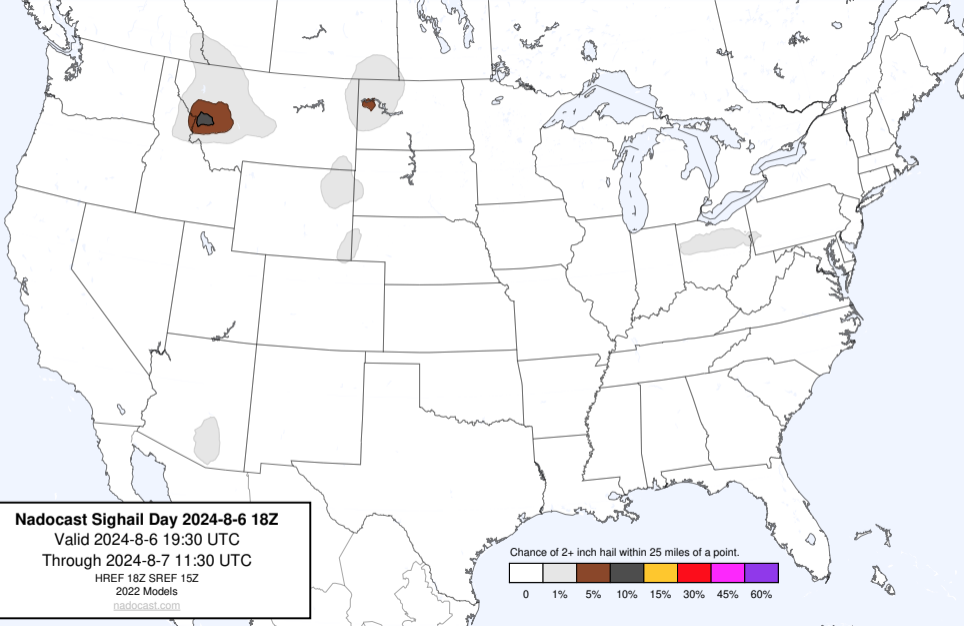 Nadocast Sighail Day 2024-8-6 18Z
Valid 2024-8-6 19:30 UTC
Through 2024-8-7 11:30 UTC
HREF 18Z SREF 15Z
2022 Models
nadocast.com
Chance of 2+ inch hail within 25 miles of a point.
0 1% 5% 10% 15% 30% 45% 60%